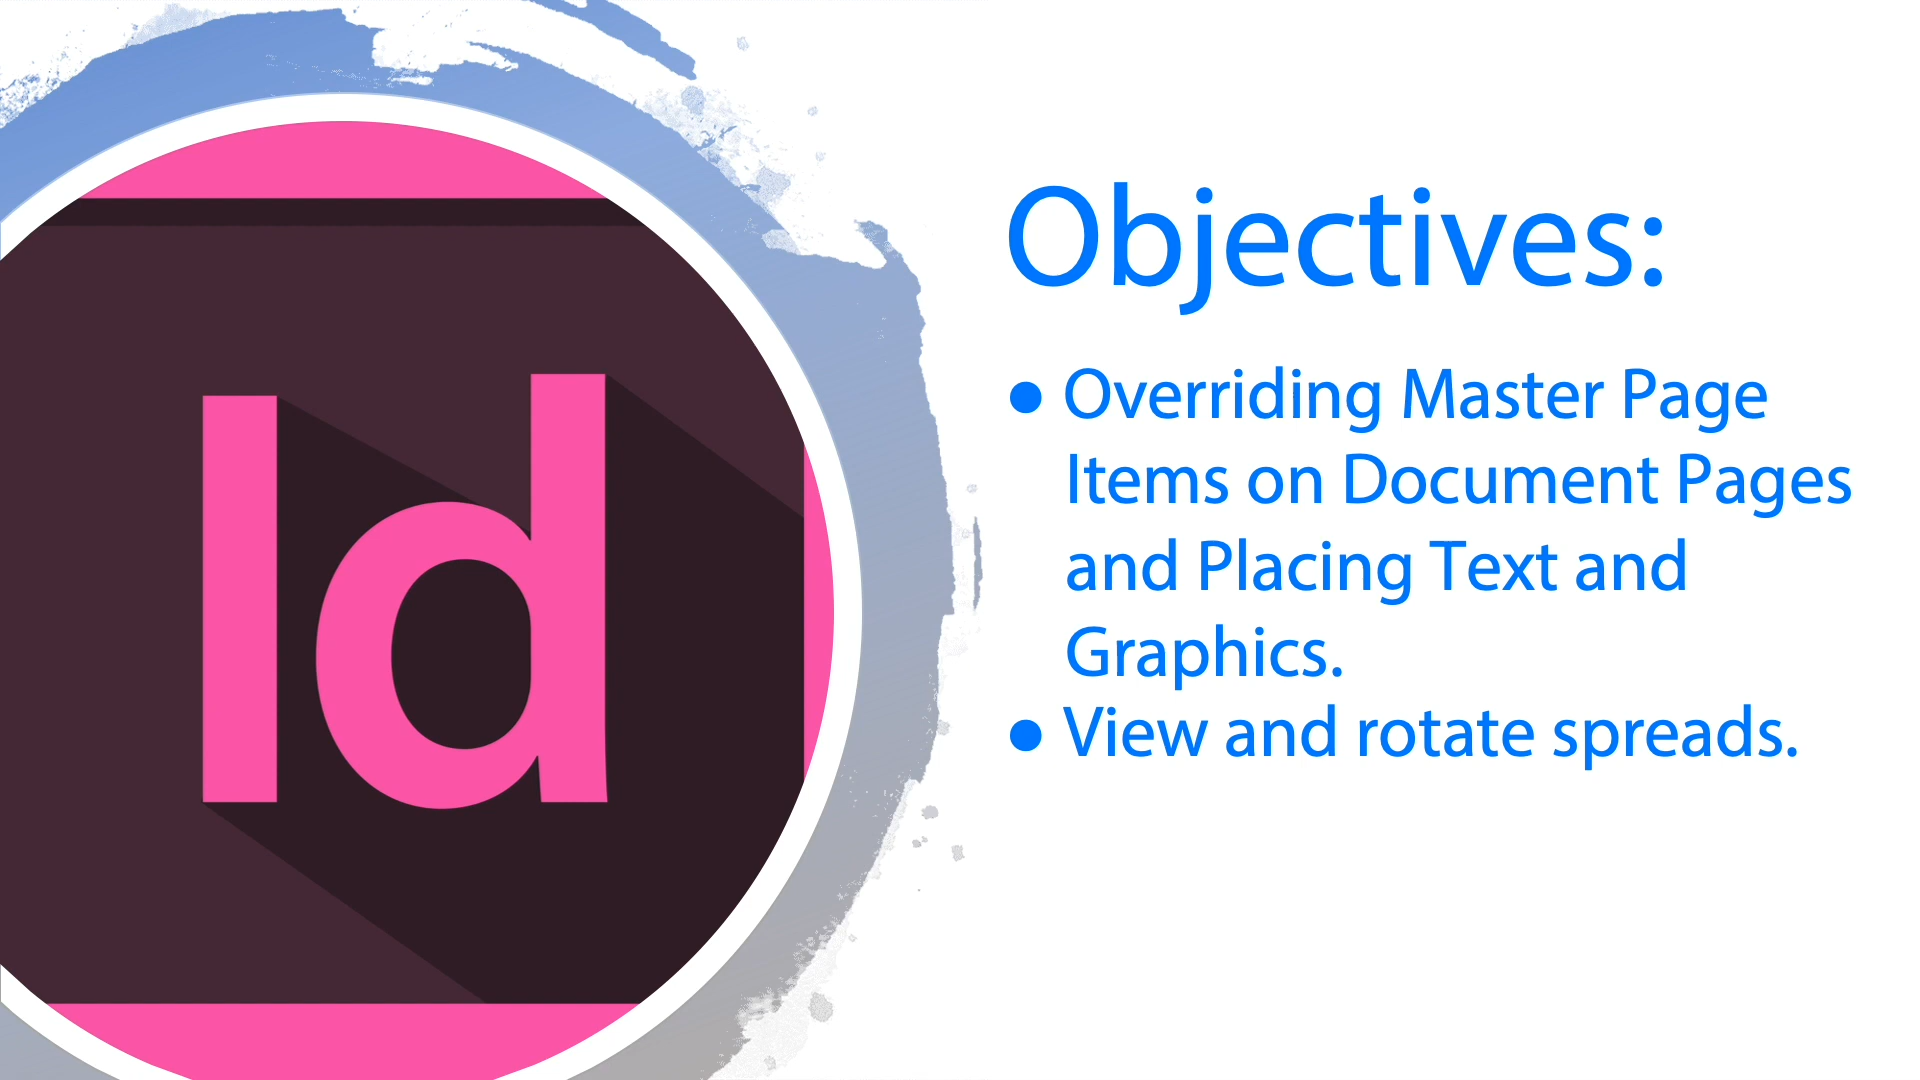 Id
Objectives:
● Overriding Master Page
Items on Document Pages
and Placing Text and
Graphics.
● View and rotate spreads.